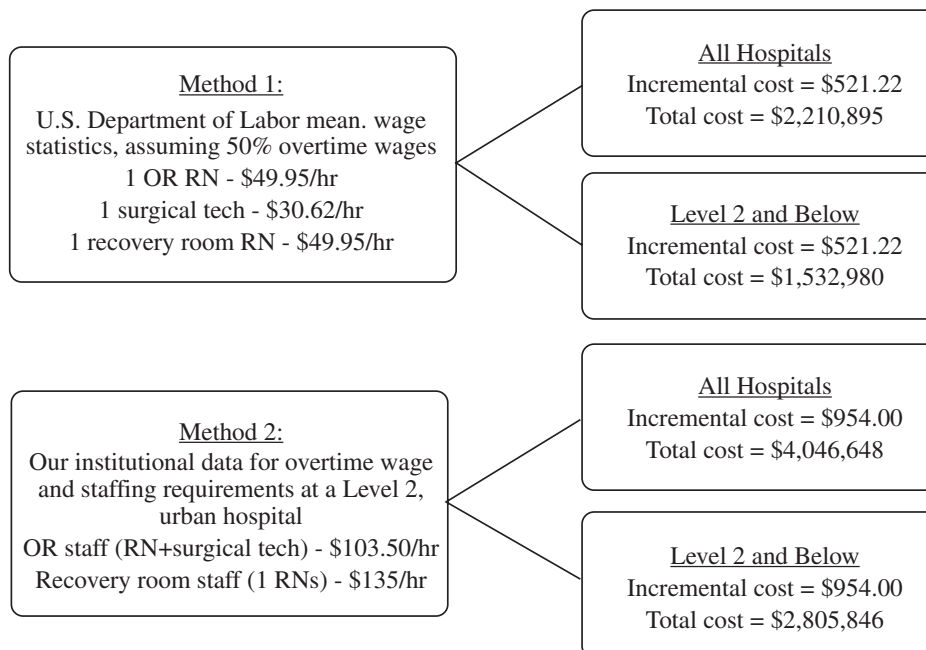 Method 1:
U.S. Department of Labor mean. wage
statistics, assuming 50% overtime wages
1 OR RN - $49.95/hr
1 surgical tech - $30.62/hr
1 recovery room RN - $49.95/hr
All Hospitals
Incremental cost = $521.22
Total cost = $2,210,895
Level 2 and Below
Incremental cost = $521.22
Total cost = $1,532,980
Method 2:
Our institutional data for overtime wage
and staffing requirements at a Level 2,
urban hospital
OR staff (RN+surgical tech) - $103.50/hr
Recovery room staff (1 RNs) - $135/hr
All Hospitals
Incremental cost = $954.00
Total cost = $4,046,648
Level 2 and Below
Incremental cost = $954.00
Total cost = $2,805,846